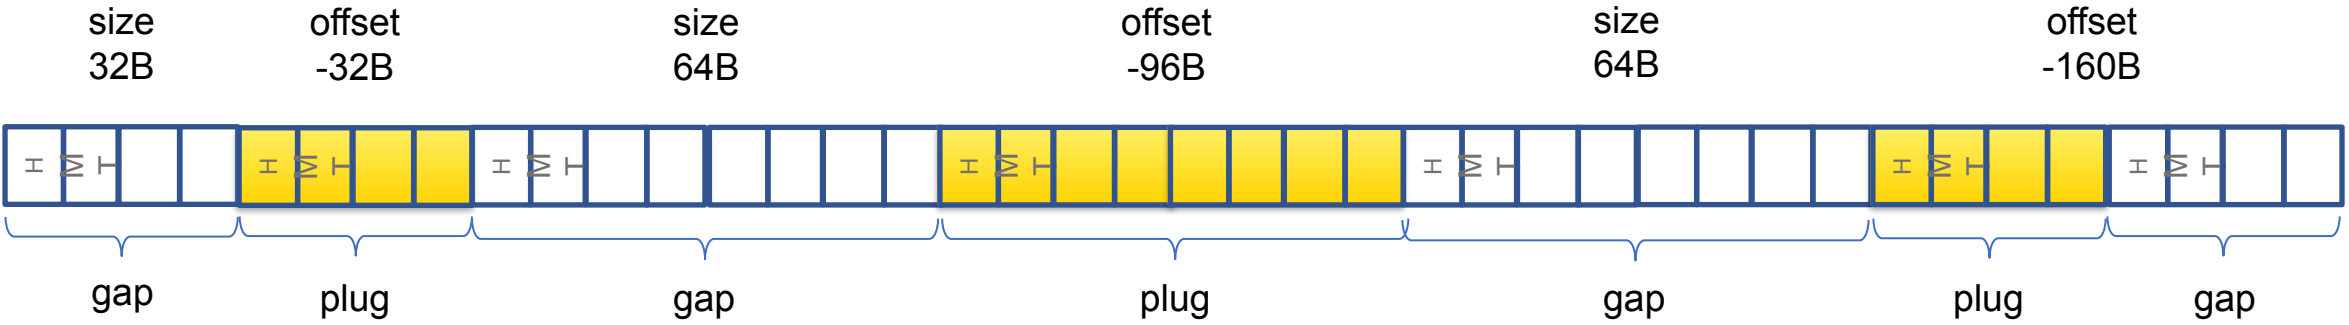 size offset size offset size offset
32B -32B 64B -96B 64B -160B
H M T H M T H M T H M T H M T H M T H M T
gap plug gap plug gap plug gap